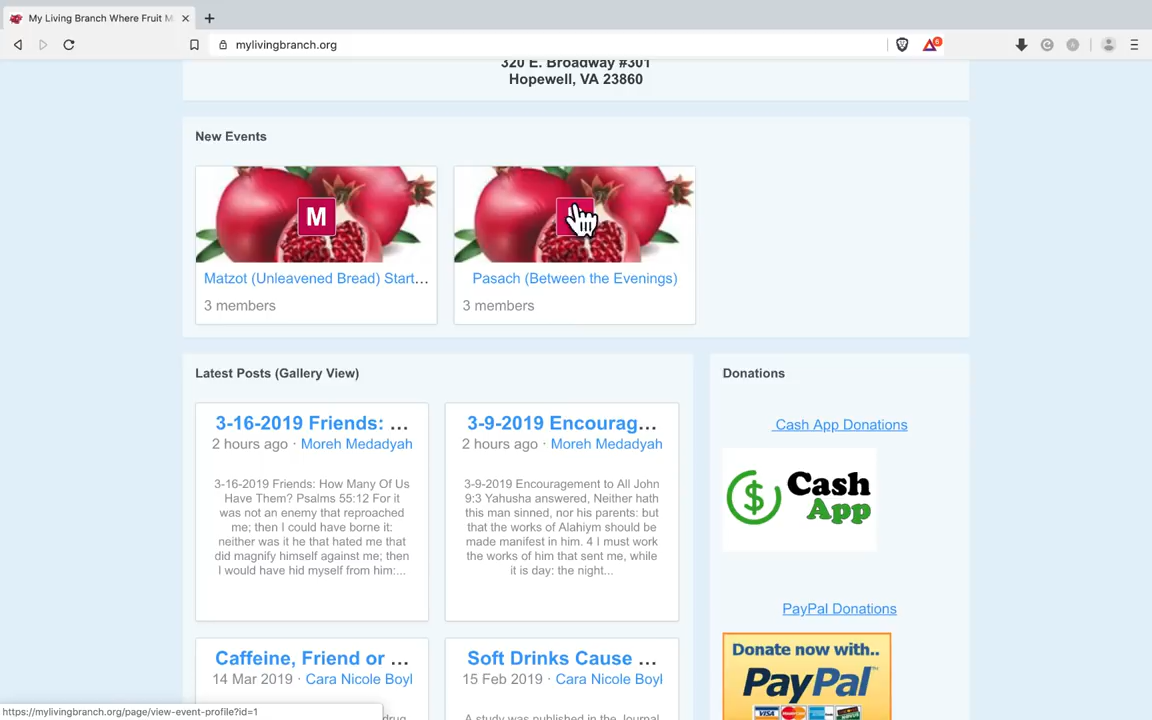 My Living Branch Where Fruit M
mylivingbranch.org
6
320 E. Broadway #301
Hopewell, VA 23860
New Events
M
Matzot (Unleavened Bread) Start...
3 members
Pasach (Between the Evenings)
3 members
Latest Posts (Gallery View)
3-16-2019 Friends: ...
2 hours ago · Moreh Medadyah
3-16-2019 Friends: How Many Of Us
Have Them? Psalms 55:12 For it
was not an enemy that reproached
me; then I could have borne it:
neither was it he that hated me that
did magnify himself against me; then
I would have hid myself from him:...
3-9-2019 Encourag...
2 hours ago · Moreh Medadyah
3-9-2019 Encouragement to All John
9:3 Yahusha answered, Neither hath
this man sinned, nor his parents: but
that the works of Alahiym should be
made manifest in him. 4 I must work
the works of him that sent me, while
it is day: the night...
Caffeine, Friend or ...
14 Mar 2019 · Cara Nicole Boyl
Soft Drinks Cause ...
15 Feb 2019 · Cara Nicole Boyl
A study was published in the Journal
Donations
Cash App Donations
$
Cash
App
PayPal Donations
Donate now with..
PayPal
VISA
https://mylivingbranch.org/page/view-event-profile?id=1